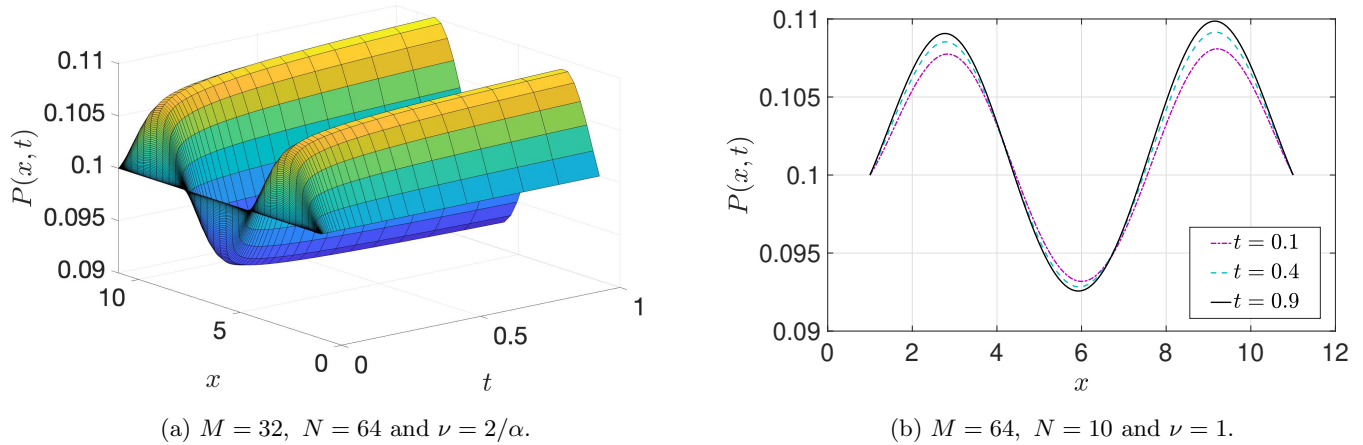 0.11
0.105
0.1
0.095
0.09
P(x, t)
10
5
0
x
0
0.5
1
t
(a) M = 32, N = 64 and ν = 2/α.
0.11
0.105
0.1
0.095
0.09
P(x, t)
0 2 4 6 8 10 12
x
t = 0.1
t = 0.4
t = 0.9
(b) M = 64, N = 10 and ν = 1.